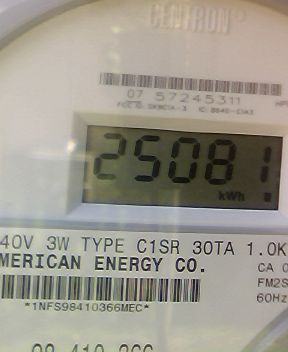 CENTRON
07 57245311
25081
kWh
40V 3W TYPE C1SR 30TA 1.0K
MERICAN ENERGY CO.
CA 0
FM2S
60Hz
*1NFS98410366MEC*